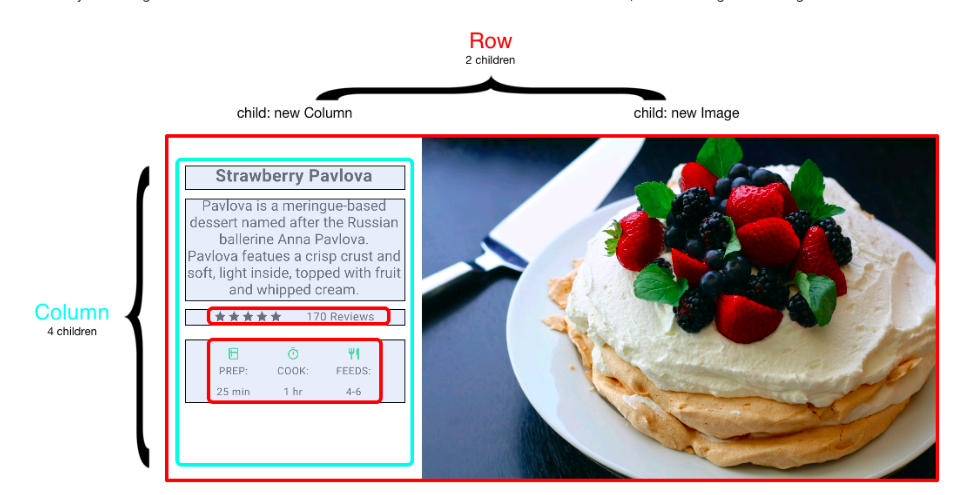 Row
2 children
child: new Column
child: new Image
Column
4 children
Strawberry Pavlova
Pavlova is a meringue-based
dessert named after the Russian
ballerine Anna Pavlova.
Pavlova featues a crisp crust and
soft, light inside, topped with fruit
and whipped cream.
170 Reviews
PREP: COOK: FEEDS:
25 min 1 hr 4-6